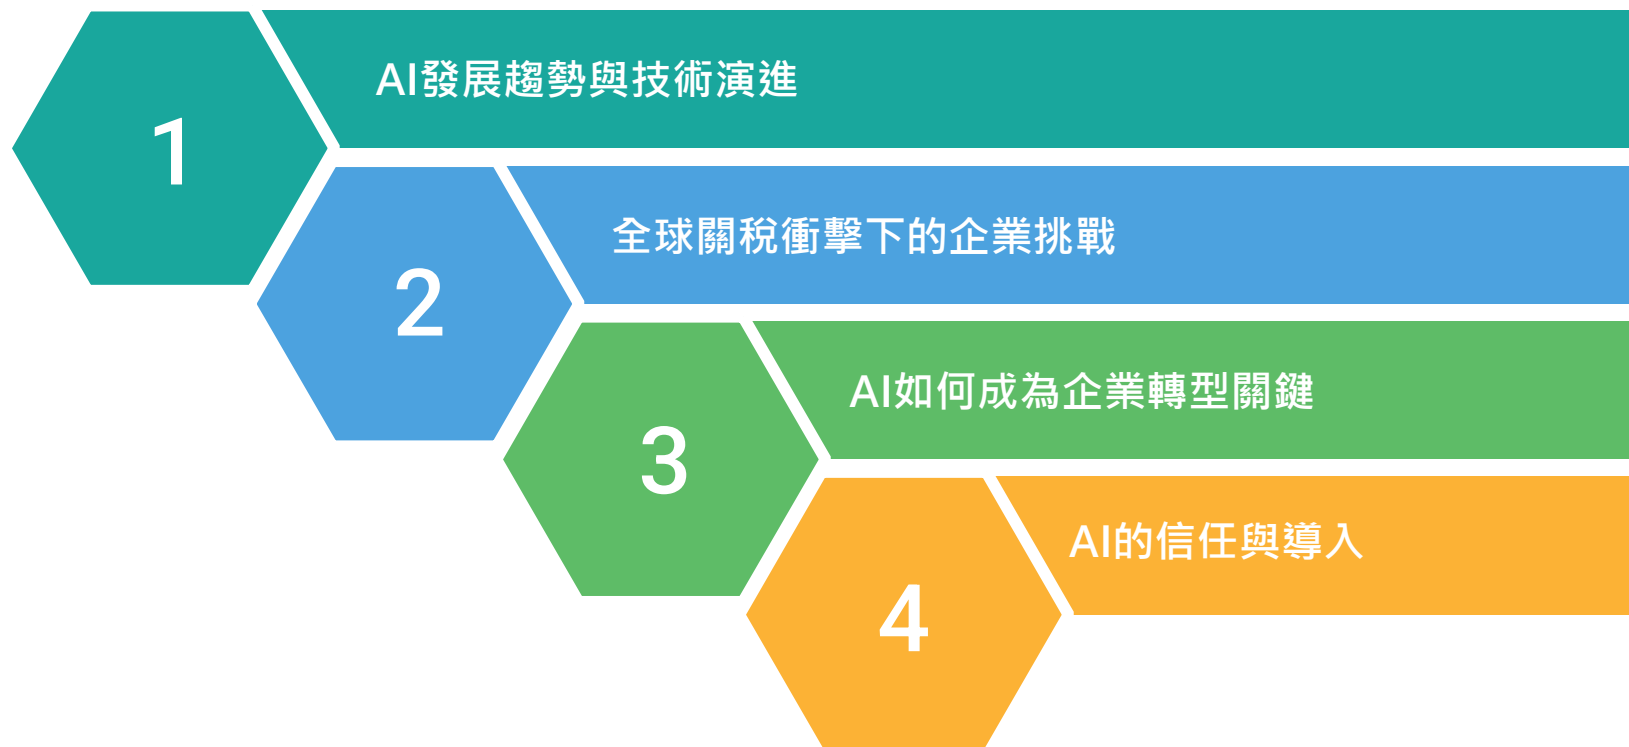 1
AI發展趨勢與技術演進
2
全球關稅衝擊下的企業挑戰
3
AI如何成為企業轉型關鍵
4
AI的信任與導入